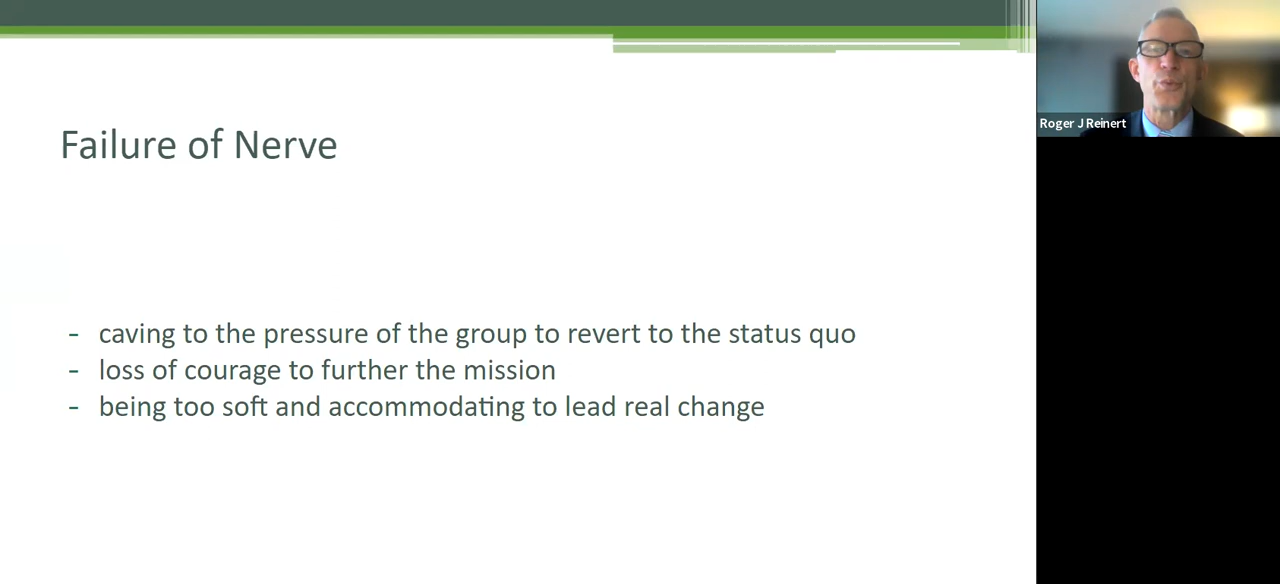 Failure of Nerve
- caving to the pressure of the group to revert to the status quo
- loss of courage to further the mission
- being too soft and accommodating to lead real change
Roger J Reinert